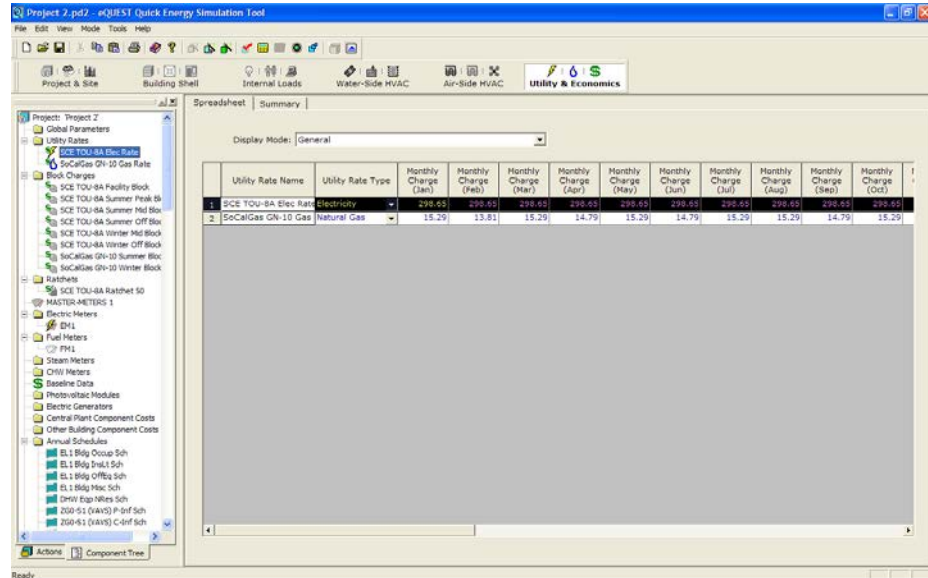 Project 2.pd2 - eQUEST Quick Energy Simulation Tool
File Edit View Mode Tools Help
Project & Site Building Shell Internal Loads Water-Side HVAC Air-Side HVAC Utility & Economics
Spreadsheet Summary
Display Mode: General
Utility Rate Name Utility Rate Type Monthly Charge (Jan) Monthly Charge (Feb) Monthly Charge (Mar) Monthly Charge (Apr) Monthly Charge (May) Monthly Charge (Jun) Monthly Charge (Jul) Monthly Charge (Aug) Monthly Charge (Sep) Monthly Charge (Oct)
1 SCE TOU-8A Elec Rate Electricity 298.65 298.65 298.65 298.65 298.65 298.65 298.65 298.65 298.65 298.65
2 SoCalGas GN-10 Gas Natural Gas 15.29 13.81 15.29 14.79 15.29 14.79 15.29 15.29 14.79 15.29
Project: 'Project 2'
Global Parameters
Utility Rates
SCE TOU-8A Elec Rate
SoCalGas GN-10 Gas Rate
Block Charges
SCE TOU-8A Facility Block
SCE TOU-8A Summer Peak Bl
SCE TOU-8A Summer Mid Bloc
SCE TOU-8A Summer Off Bloc
SCE TOU-8A Winter Mid Block
SCE TOU-8A Winter Off Block
SoCalGas GN-10 Summer Bloc
SoCalGas GN-10 Winter Block
Ratchets
SCE TOU-8A Ratchet 50
MASTER-METERS 1
Electric Meters
EM1
Fuel Meters
FM1
Steam Meters
CHW Meters
Baseline Data
Photovoltaic Modules
Electric Generators
Central Plant Component Costs
Other Building Component Costs
Annual Schedules
EL1 Bldg Occup Sch
EL1 Bldg InsLt Sch
EL1 Bldg OffEq Sch
EL1 Bldg Misc Sch
DHW Eqp NRes Sch
ZG0-S1 (VAVS) P-Inf Sch
ZG0-S1 (VAVS) C-Inf Sch
Actions Component Tree
Ready